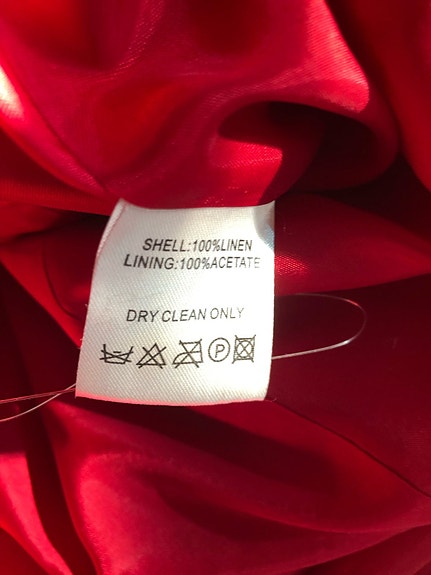 SHELL:100%LINEN
LINING:100%ACETATE
DRY CLEAN ONLY
P